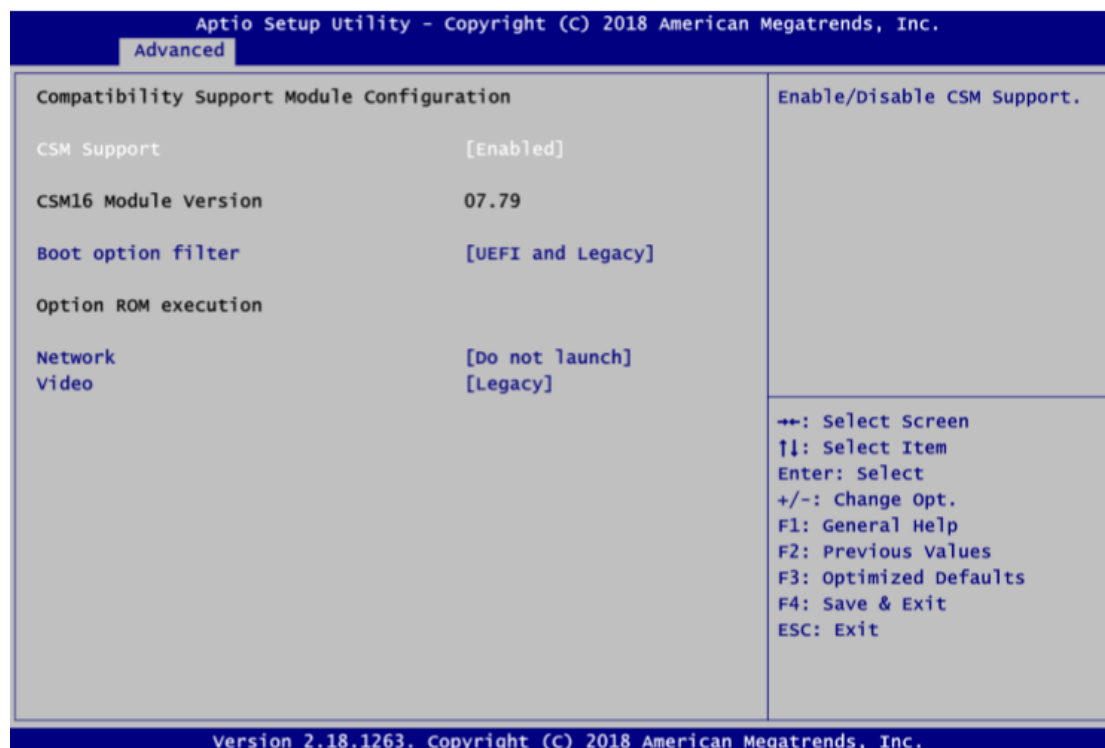 Aptio Setup Utility - Copyright (C) 2018 American Megatrends, Inc.
Advanced
Compatibility Support Module Configuration
CSM Support [Enabled]
CSM16 Module Version 07.79
Boot option filter [UEFI and Legacy]
Option ROM execution
Network [Do not launch]
Video [Legacy]
Enable/Disable CSM Support.
→←: Select Screen
↑↓: Select Item
Enter: Select
+/-: Change Opt.
F1: General Help
F2: Previous Values
F3: Optimized Defaults
F4: Save & Exit
ESC: Exit
Version 2.18.1263. Copyright (C) 2018 American Megatrends, Inc.